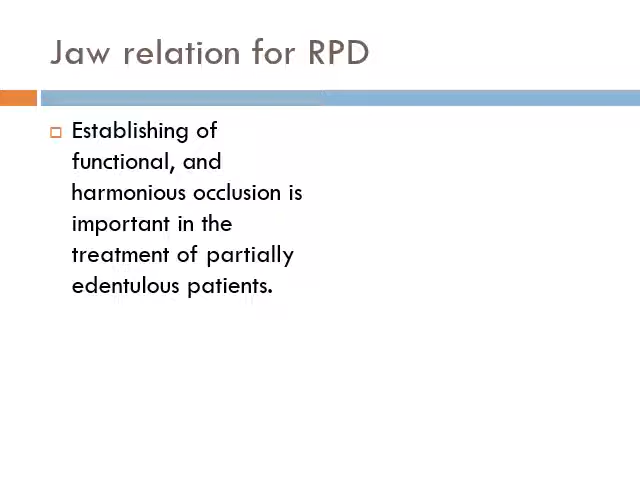 Jaw relation for RPD
Establishing of
functional, and
harmonious occlusion is
important in the
treatment of partially
edentulous patients.